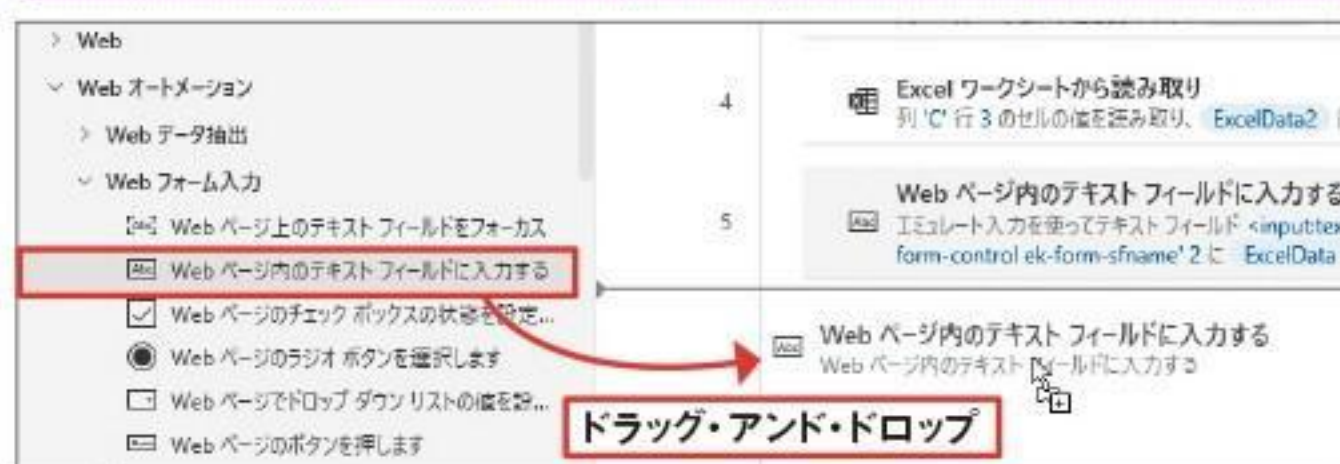 Web
Web オートメーション
Web データ抽出
Web フォーム入力
Web ページ上のテキスト フィールドをフォーカス
Web ページ内のテキスト フィールドに入力する
Web ページのチェック ボックスの状態を設定...
Web ページのラジオ ボタンを選択します
Web ページでドロップ ダウン リストの値を設...
Web ページのボタンを押します
4
Excel ワークシートから読み取り
列 'C' 行 3 のセルの値を読み取り、 ExcelData2
5
Web ページ内のテキスト フィールドに入力する
エミュレート入力を使ってテキスト フィールド <input:tex
form-control ek-form-sfname' 2 に ExcelData
Web ページ内のテキスト フィールドに入力する
Web ページ内のテキスト フィールドに入力する
ドラッグ・アンド・ドロップ